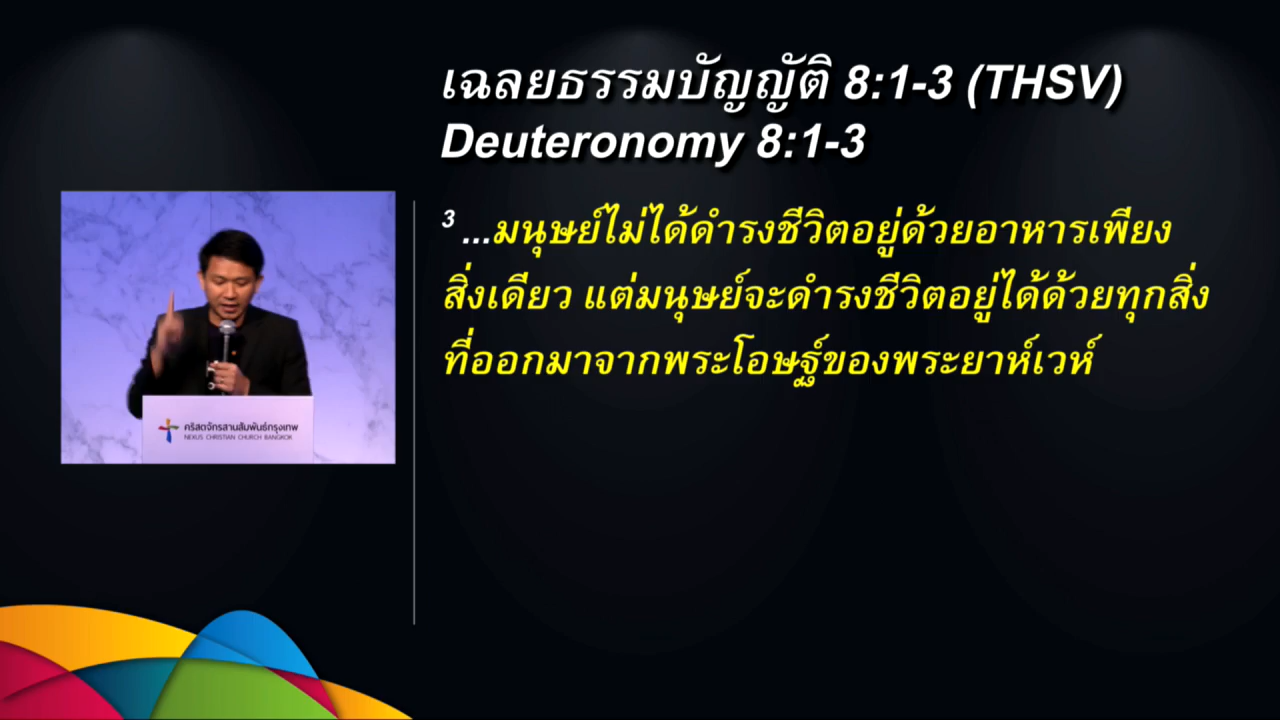 เฉลยธรรมบัญญัติ 8:1-3 (THSV)
Deuteronomy 8:1-3
3 ...มนุษย์ไม่ได้ดำรงชีวิตอยู่ด้วยอาหารเพียง
สิ่งเดียว แต่มนุษย์จะดำรงชีวิตอยู่ได้ด้วยทุกสิ่ง
ที่ออกมาจากพระโอษฐ์ของพระยาห์เวห์
คริสตจักรสานสัมพันธ์กรุงเทพ
NEXUS CHRISTIAN CHURCH BANGKOK